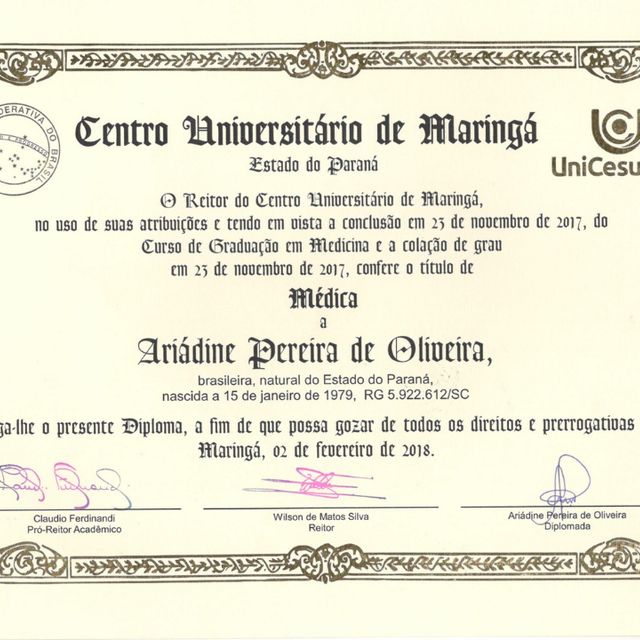 DERATIVA DO BRASIL
Centro Universitário de Maringá
Estado do Paraná
UniCesu
O Reitor do Centro Universitário de Maringá,
no uso de suas atribuições e tendo em vista a conclusão em 23 de novembro de 2017, do
Curso de Graduação em Medicina e a colação de grau
em 23 de novembro de 2017, confere o título de
Médica
a
Ariádine Pereira de Oliveira,
brasileira, natural do Estado do Paraná,
nascida a 15 de janeiro de 1979, RG 5.922.612/SC
ga-lhe o presente Diploma, a fim de que possa gozar de todos os direitos e prerrogativas
Maringá, 02 de fevereiro de 2018.
Claudio Ferdinandi
Pró-Reitor Acadêmico
Wilson de Matos Silva
Reitor
Ariádine Pereira de Oliveira
Diplomada